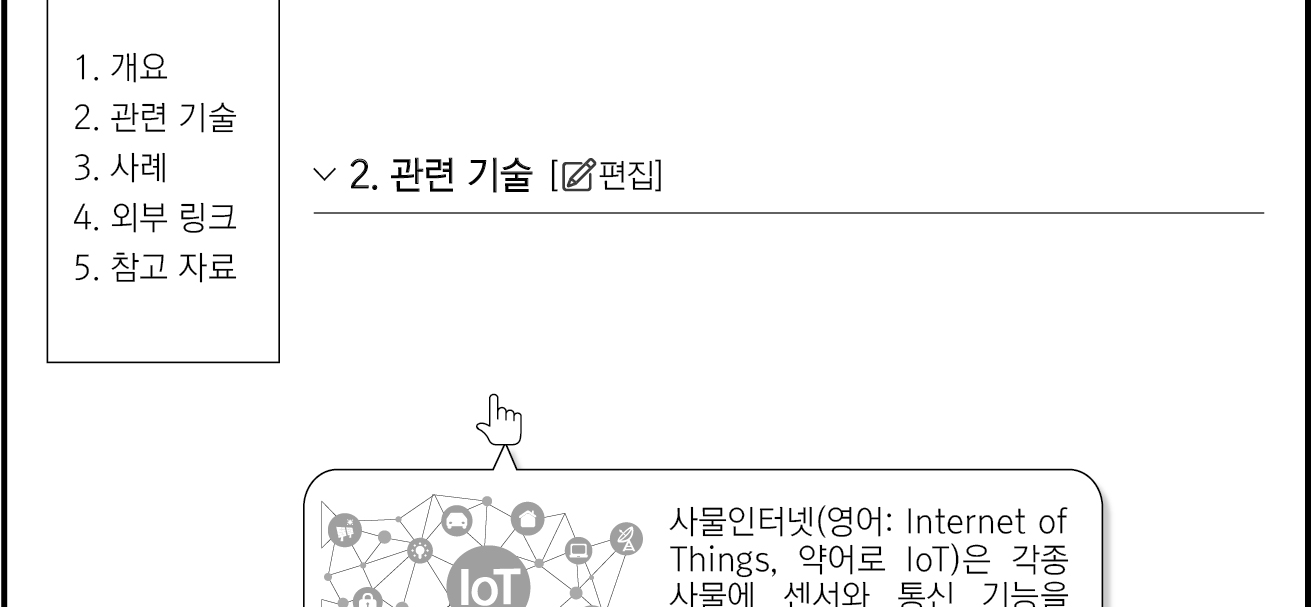 1. 개요
2. 관련 기술
3. 사례
4. 외부 링크
5. 참고 자료
2. 관련 기술 [편집]
IoT
사물인터넷(영어: Internet of
Things, 약어로 IoT)은 각종
사물에 센서와 통신 기능을